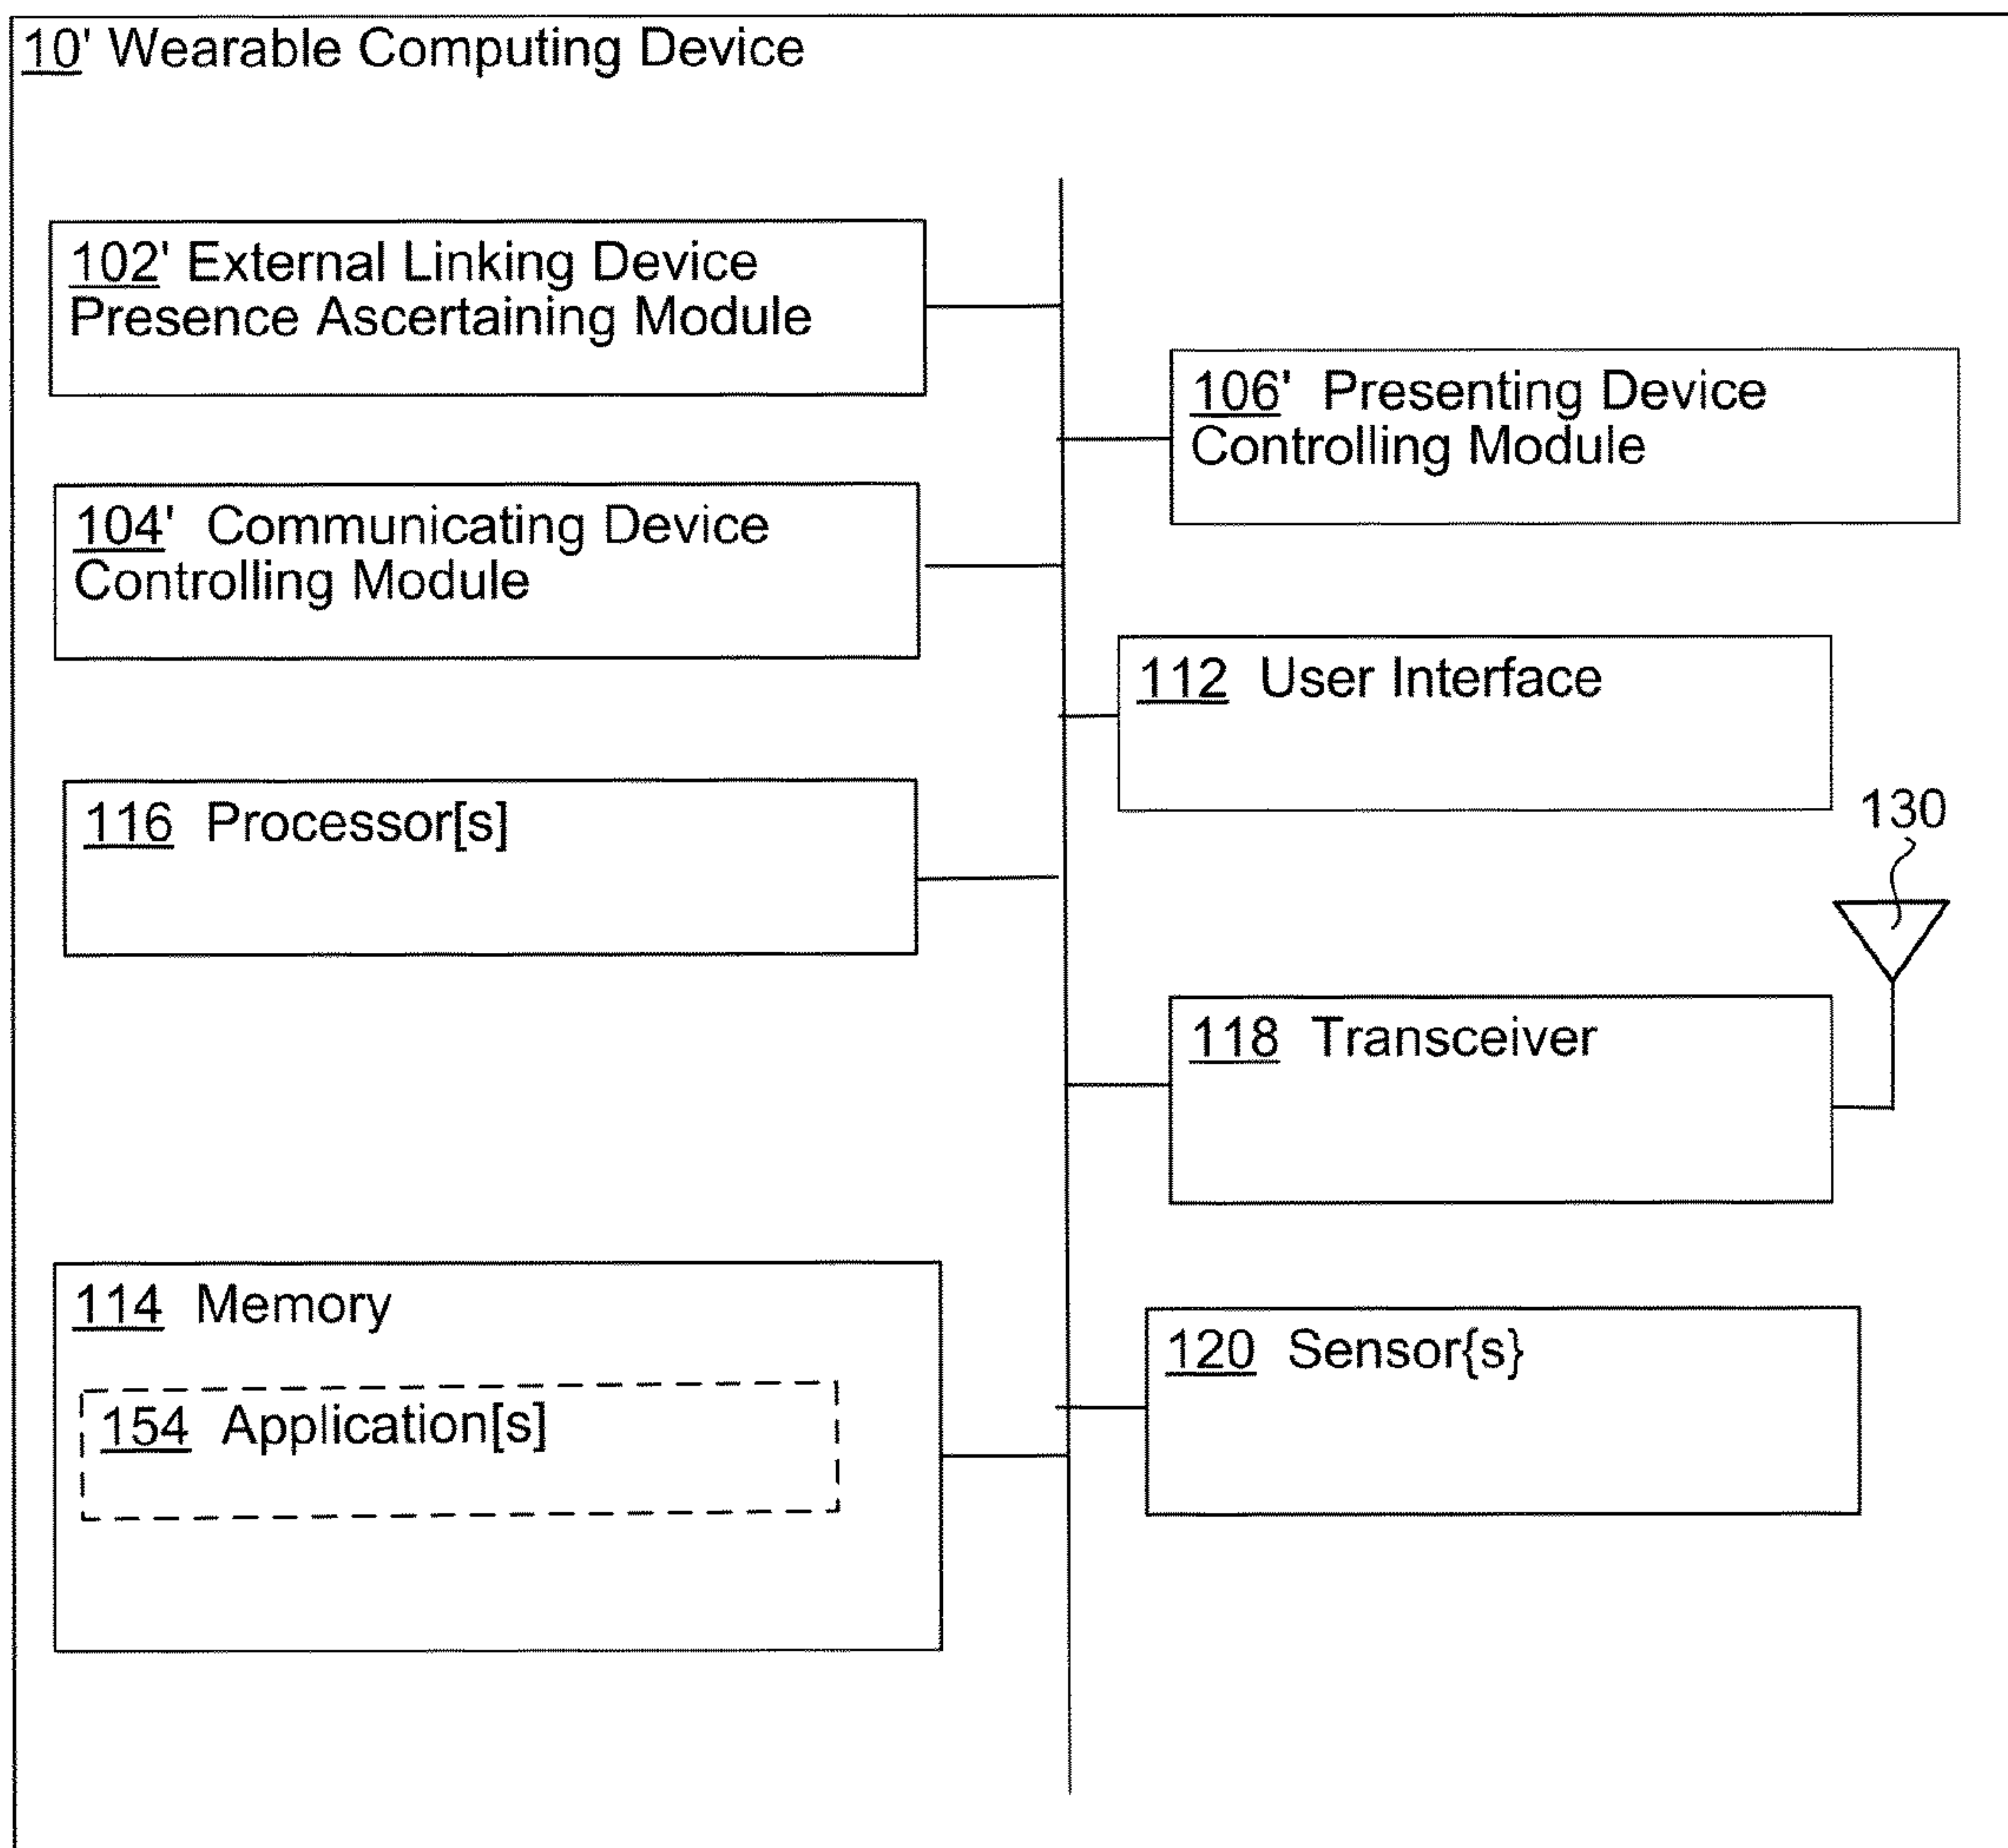 10' Wearable Computing Device
102' External Linking Device
Presence Ascertaining Module
106' Presenting Device
Controlling Module
104' Communicating Device
Controlling Module
112 User Interface
116 Processor[s]
130
118 Transceiver
114 Memory
120 Sensor{s}
154 Application[s]